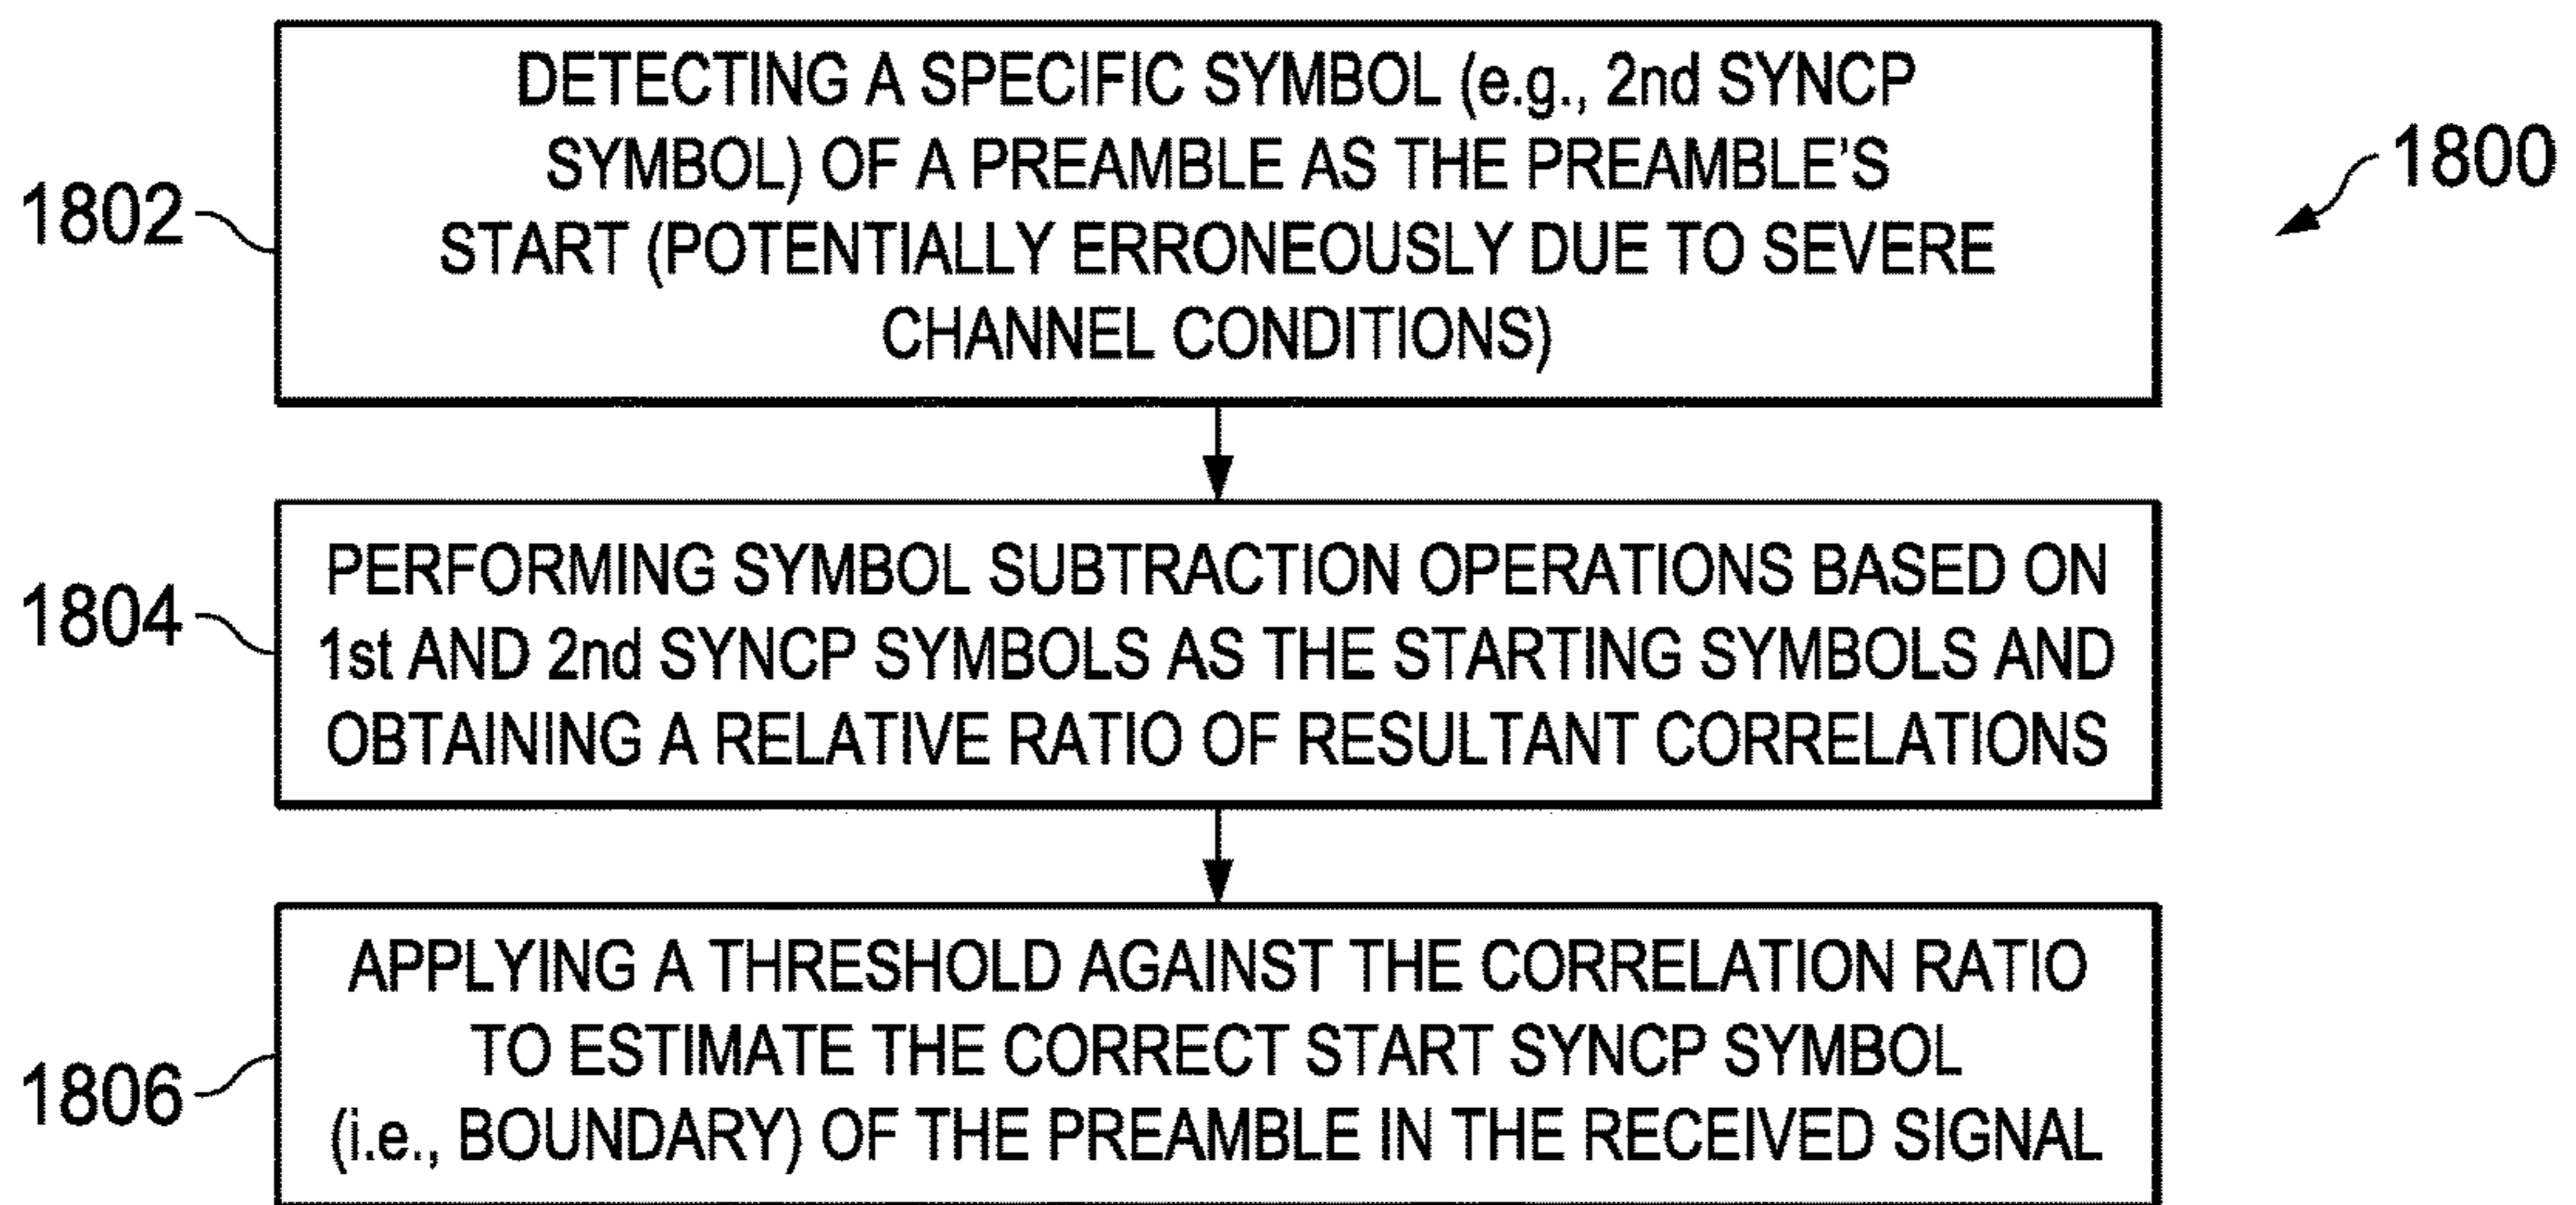 DETECTING A SPECIFIC SYMBOL (e.g., 2nd SYNCP
SYMBOL) OF A PREAMBLE AS THE PREAMBLE'S
START (POTENTIALLY ERRONEOUSLY DUE TO SEVERE
CHANNEL CONDITIONS)
1802
1800
PERFORMING SYMBOL SUBTRACTION OPERATIONS BASED ON
1st AND 2nd SYNCP SYMBOLS AS THE STARTING SYMBOLS AND
OBTAINING A RELATIVE RATIO OF RESULTANT CORRELATIONS
1804
APPLYING A THRESHOLD AGAINST THE CORRELATION RATIO
TO ESTIMATE THE CORRECT START SYNCP SYMBOL
(i.e., BOUNDARY) OF THE PREAMBLE IN THE RECEIVED SIGNAL
1806